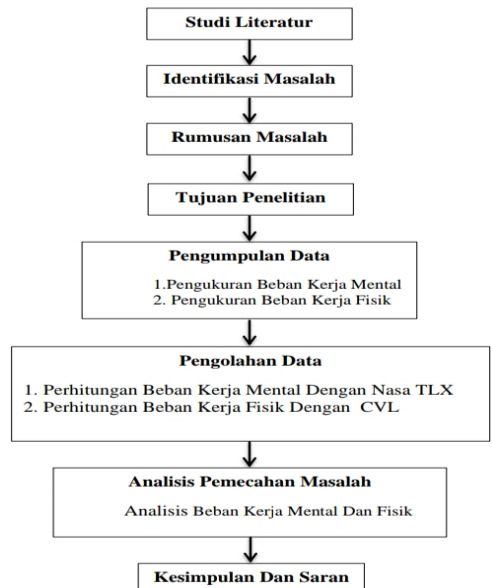 Studi Literatur
Identifikasi Masalah
Rumusan Masalah
Tujuan Penelitian
Pengumpulan Data
1.Pengukuran Beban Kerja Mental
2. Pengukuran Beban Kerja Fisik
Pengolahan Data
1. Perhitungan Beban Kerja Mental Dengan Nasa TLX
2. Perhitungan Beban Kerja Fisik Dengan CVL
Analisis Pemecahan Masalah
Analisis Beban Kerja Mental Dan Fisik
Kesimpulan Dan Saran